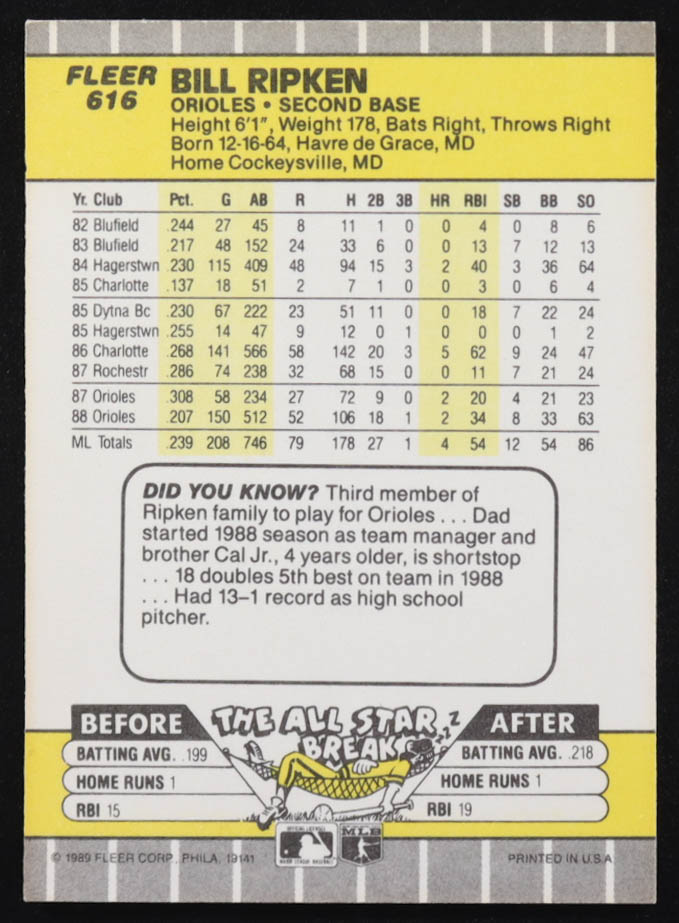 FLEER
616
BILL RIPKEN
ORIOLES • SECOND BASE
Height 6'1", Weight 178, Bats Right, Throws Right
Born 12-16-64, Havre de Grace, MD
Home Cockeysville, MD
Yr. Club Pct. G AB R H 2B 3B HR RBI SB BB SO
82 Blufield .244 27 45 8 11 1 0 0 4 0 8 6
83 Blufield .217 48 152 24 33 6 0 0 13 7 12 13
84 Hagerstwn .230 115 409 48 94 15 3 2 40 3 36 64
85 Charlotte .137 18 51 2 7 1 0 0 3 0 6 4
85 Dytna Bc .230 67 222 23 51 11 0 0 18 7 22 24
85 Hagerstwn .255 14 47 9 12 0 1 0 0 0 1 2
86 Charlotte .268 141 566 58 142 20 3 5 62 9 24 47
87 Rochestr .286 74 238 32 68 15 0 0 11 7 21 24
87 Orioles .308 58 234 27 72 9 0 2 20 4 21 23
88 Orioles .207 150 512 52 106 18 1 2 34 8 33 63
ML Totals .239 208 746 79 178 27 1 4 54 12 54 86
DID YOU KNOW? Third member of
Ripken family to play for Orioles . . . Dad
started 1988 season as team manager and
brother Cal Jr., 4 years older, is shortstop
. . . 18 doubles 5th best on team in 1988
. . . Had 13–1 record as high school
pitcher.
BEFORE
THE ALL STAR
BREAK
ZZZ
AFTER
BATTING AVG. .199
HOME RUNS 1
RBI 15
BATTING AVG. .218
HOME RUNS 1
RBI 19
MLB
© 1989 FLEER CORP., PHILA. 19141
PRINTED IN U.S.A.